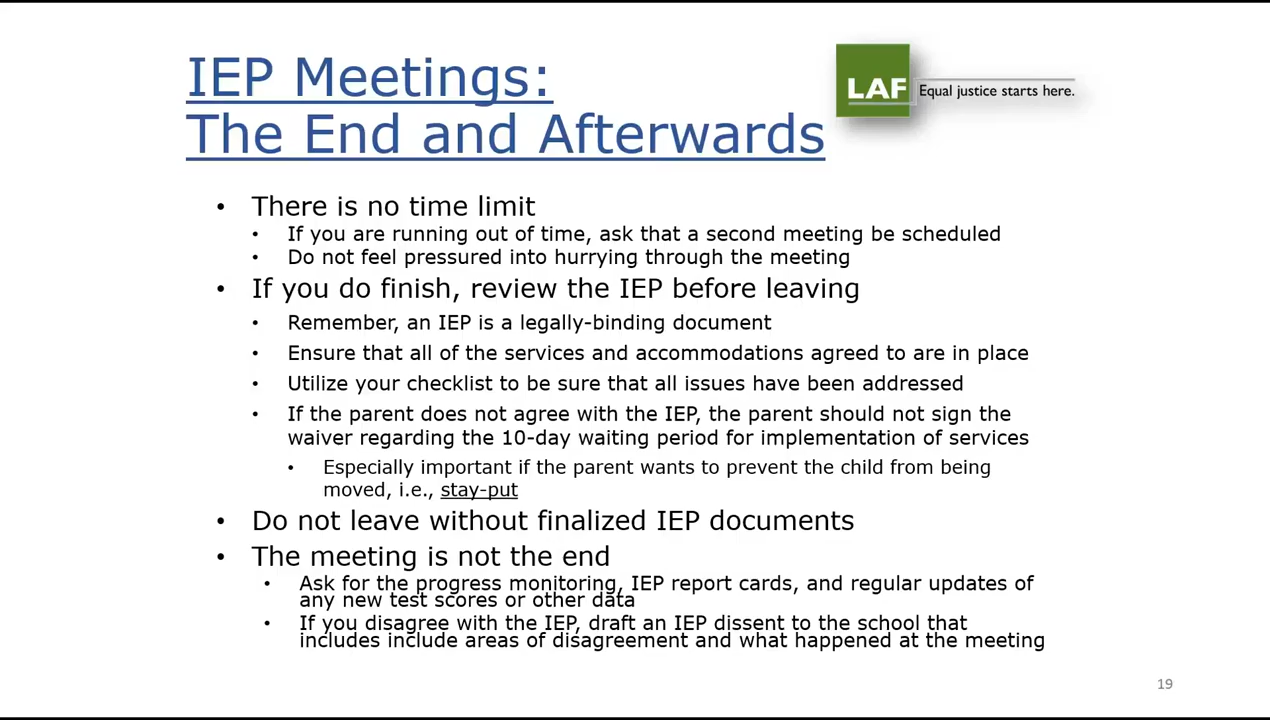 IEP Meetings:
The End and Afterwards
LAF
Equal justice starts here.
• There is no time limit
• If you are running out of time, ask that a second meeting be scheduled
• Do not feel pressured into hurrying through the meeting
• If you do finish, review the IEP before leaving
• Remember, an IEP is a legally-binding document
• Ensure that all of the services and accommodations agreed to are in place
• Utilize your checklist to be sure that all issues have been addressed
• If the parent does not agree with the IEP, the parent should not sign the
waiver regarding the 10-day waiting period for implementation of services
• Especially important if the parent wants to prevent the child from being
moved, i.e., stay-put
• Do not leave without finalized IEP documents
• The meeting is not the end
• Ask for the progress monitoring, IEP report cards, and regular updates of
any new test scores or other data
• If you disagree with the IEP, draft an IEP dissent to the school that
includes include areas of disagreement and what happened at the meeting
19